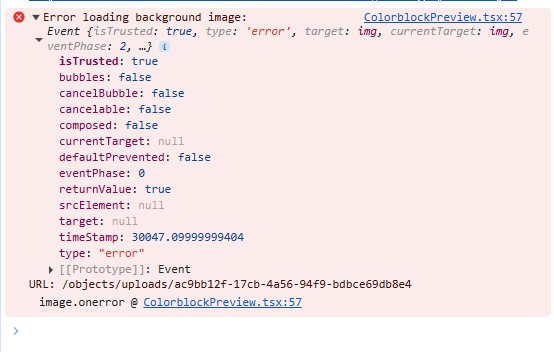 Error loading background image: ColorblockPreview.tsx:57
Event {isTrusted: true, type: 'error', target: img, currentTarget: img, e
ventPhase: 2, …} i
isTrusted: true
bubbles: false
cancelBubble: false
cancelable: false
composed: false
currentTarget: null
defaultPrevented: false
eventPhase: 0
returnValue: true
srcElement: null
target: null
timeStamp: 30047.09999999404
type: "error"
[[Prototype]]: Event
URL: /objects/uploads/ac9bb12f-17cb-4a56-94f9-bdbce69db8e4
image.onerror @ ColorblockPreview.tsx:57